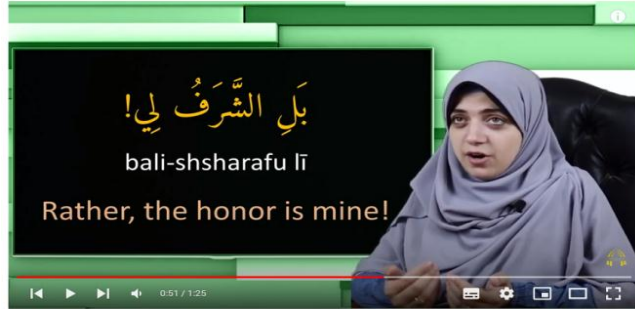 بَلِ الشَّرَفُ لِي!
bali-shsharafu lī
Rather, the honor is mine!
0:51 / 1:25